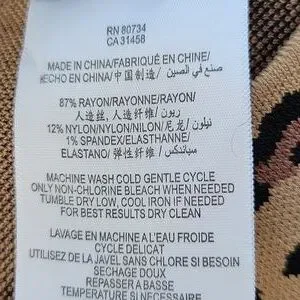 RN 80734
CA 31458
MADE IN CHINA/FABRIQUÉ EN CHINE/
HECHO EN CHINA/中国制造/ صنع في الصين
87% RAYON/RAYONNE/RAYON/
人造丝, 人造纤维/ ريون
12% NYLON/NYLON/NILON/尼龙/ نيلون
1% SPANDEX/ELASTHANNE/
ELASTANO/ 弹性纤维/ سباندكس
MACHINE WASH COLD GENTLE CYCLE
ONLY NON-CHLORINE BLEACH WHEN NEEDED
TUMBLE DRY LOW, COOL IRON IF NEEDED
FOR BEST RESULTS DRY CLEAN
LAVAGE EN MACHINE A L'EAU FROIDE
CYCLE DELICAT
UTILISEZ DE LA JAVEL SANS CHLORE SI BESOIN
SECHAGE DOUX
REPASSER A BASSE
TEMPERATURE SI NECESSAIRE